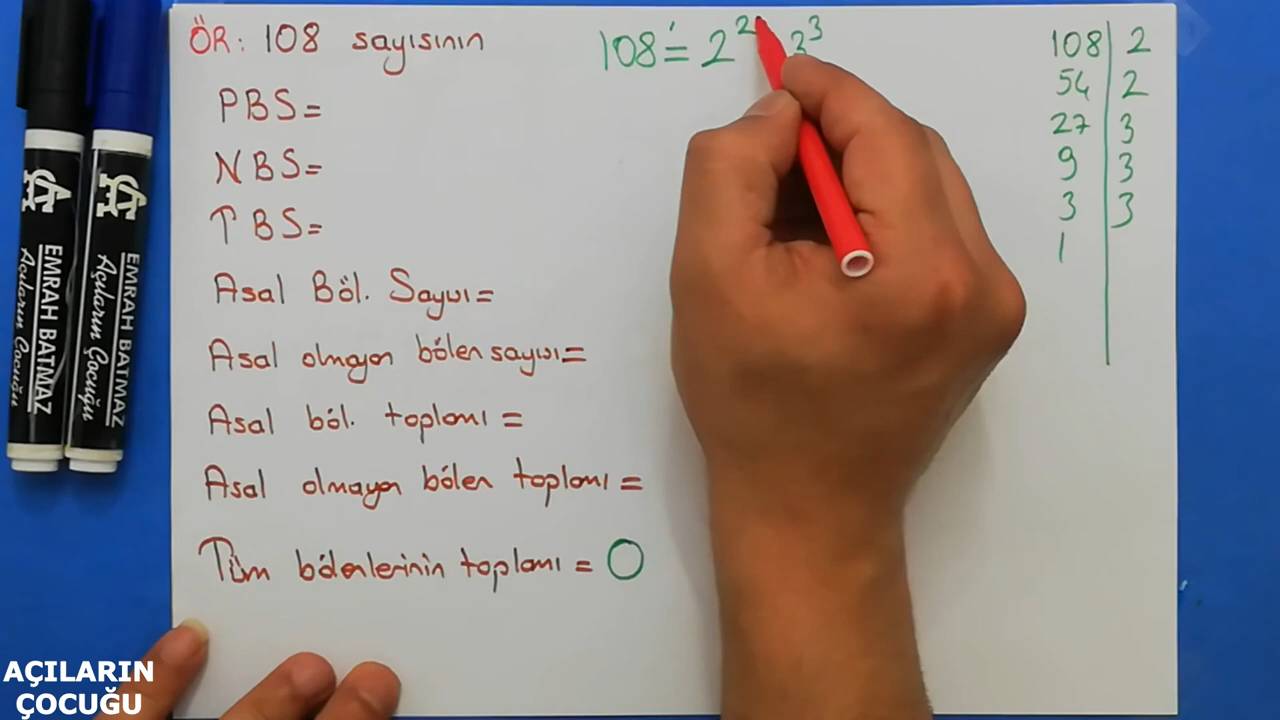 ÖR: 108 sayısının
108 = 2² 3³
PBS=
NBS=
TBS=
Asal Böl. Sayısı=
Asal olmayan bölen sayısı=
Asal böl. toplamı =
Asal olmayan bölen toplamı =
Tüm bölenlerinin toplamı = 0
108 | 2
54 | 2
27 | 3
9 | 3
3 | 3
1
EMRAH BATMAZ
Açıların Çocuğu
EMRAH BATMAZ
Açıların Çocuğu
AÇILARIN
ÇOCUĞU